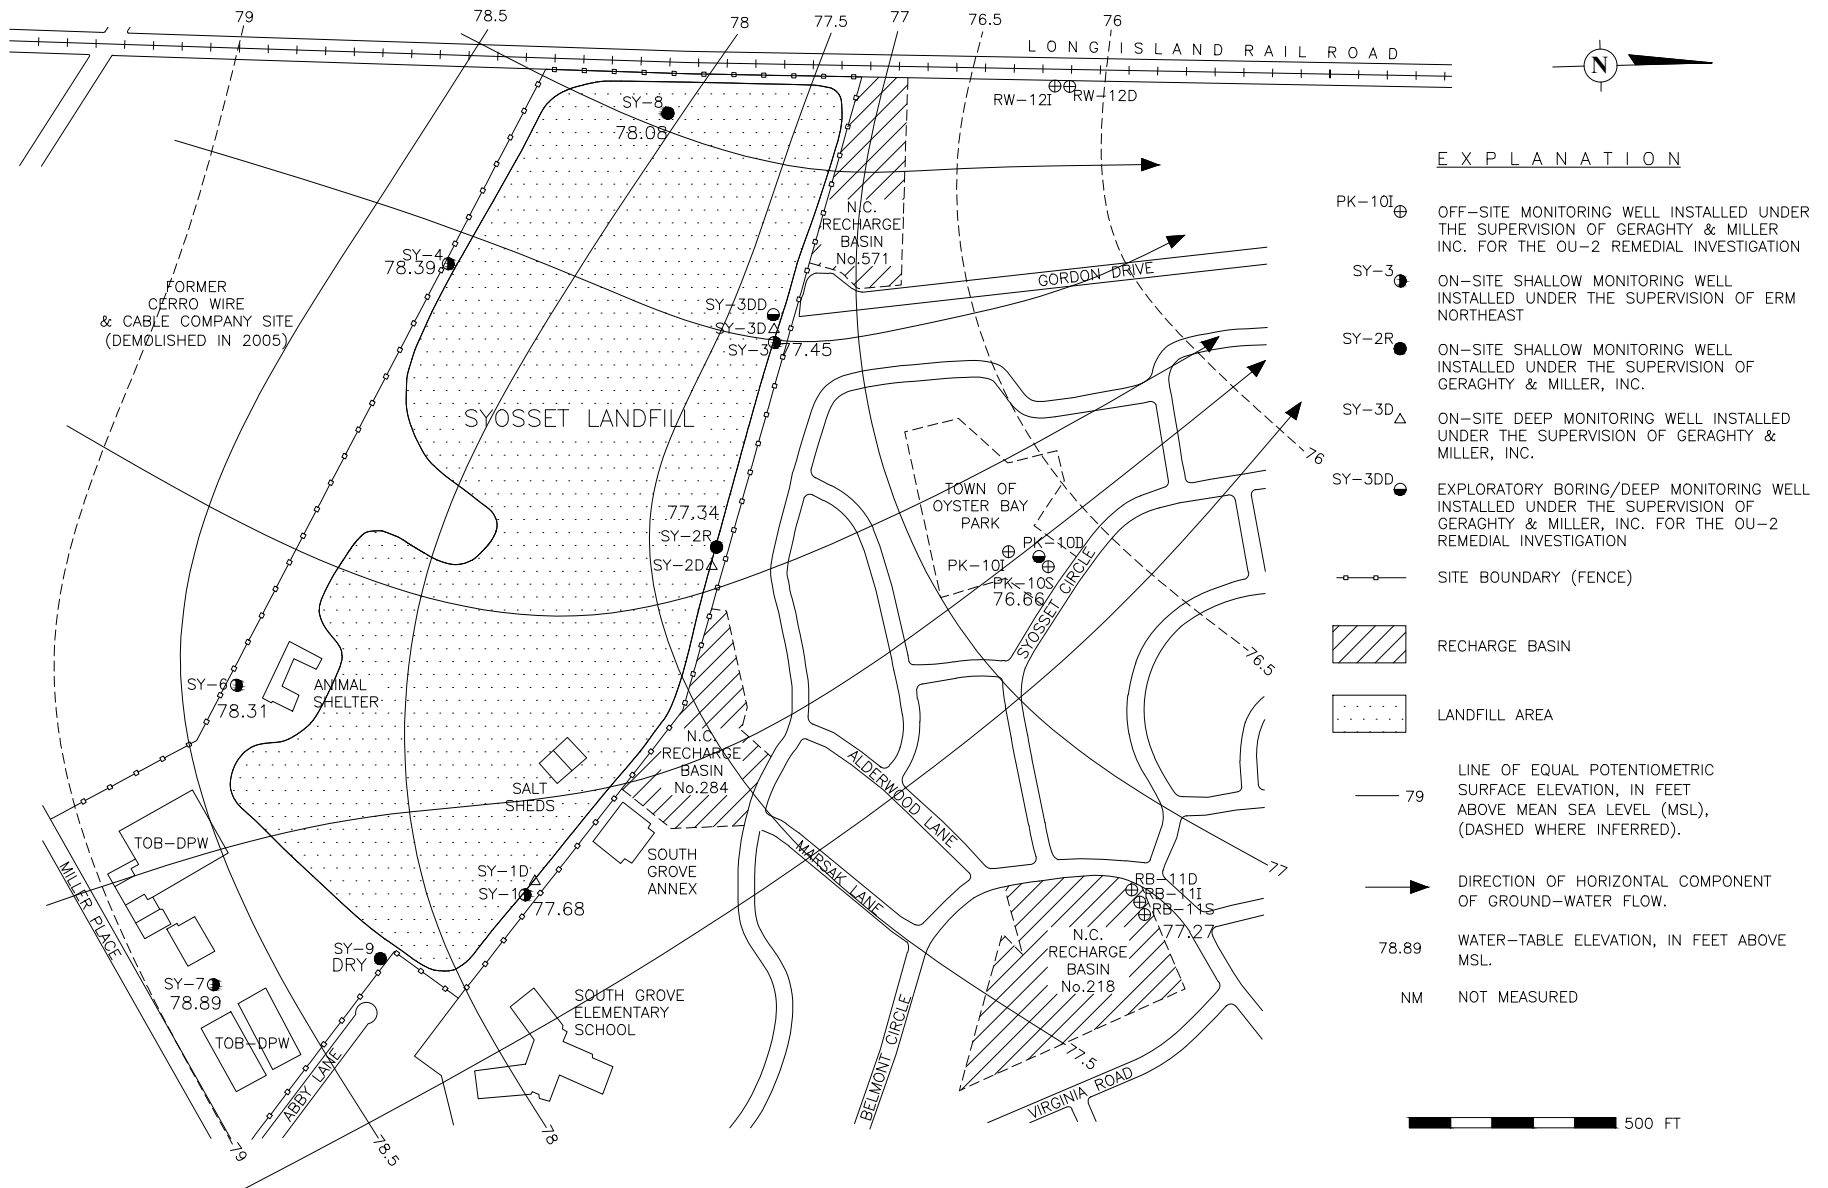 79
78.5
78
77.5
77
76.5
76
LONG ISLAND RAIL ROAD
N
RW-12I
RW-12D
SY-8
78.08
SY-4
78.39
FORMER
CERRO WIRE
& CABLE COMPANY SITE
(DEMOLISHED IN 2005)
N.C.
RECHARGE
BASIN
No.571
GORDON DRIVE
SY-3DD
SY-3D
SY-3
77.45
SYOSSET LANDFILL
76
77.34
SY-2R
SY-2D
TOWN OF
OYSTER BAY
PARK
PK-10D
PK-10I
PK-10S
76.66
SYOSSET CIRCLE
76.5
SY-6
78.31
ANIMAL
SHELTER
N.C.
RECHARGE
BASIN
No.284
SALT
SHEDS
ALDERWOOD LANE
MARSAK LANE
TOB-DPW
MILLER PLACE
SOUTH
GROVE
ANNEX
SY-1D
SY-1
77.68
77
RB-11D
RB-11I
RB-11S
77.27
N.C.
RECHARGE
BASIN
No.218
SY-9
DRY
SY-7
78.89
TOB-DPW
ABBY LANE
SOUTH GROVE
ELEMENTARY
SCHOOL
BELMONT CIRCLE
77.5
VIRGINIA ROAD
79
78.5
78
EXPLANATION
PK-10I
OFF-SITE MONITORING WELL INSTALLED UNDER
THE SUPERVISION OF GERAGHTY & MILLER
INC. FOR THE OU-2 REMEDIAL INVESTIGATION
SY-3
ON-SITE SHALLOW MONITORING WELL
INSTALLED UNDER THE SUPERVISION OF ERM
NORTHEAST
SY-2R
ON-SITE SHALLOW MONITORING WELL
INSTALLED UNDER THE SUPERVISION OF
GERAGHTY & MILLER, INC.
SY-3D
ON-SITE DEEP MONITORING WELL INSTALLED
UNDER THE SUPERVISION OF GERAGHTY &
MILLER, INC.
SY-3DD
EXPLORATORY BORING/DEEP MONITORING WELL
INSTALLED UNDER THE SUPERVISION OF
GERAGHTY & MILLER, INC. FOR THE OU-2
REMEDIAL INVESTIGATION
SITE BOUNDARY (FENCE)
RECHARGE BASIN
LANDFILL AREA
79
LINE OF EQUAL POTENTIOMETRIC
SURFACE ELEVATION, IN FEET
ABOVE MEAN SEA LEVEL (MSL),
(DASHED WHERE INFERRED).
DIRECTION OF HORIZONTAL COMPONENT
OF GROUND-WATER FLOW.
78.89
WATER-TABLE ELEVATION, IN FEET ABOVE
MSL.
NM
NOT MEASURED
500 FT